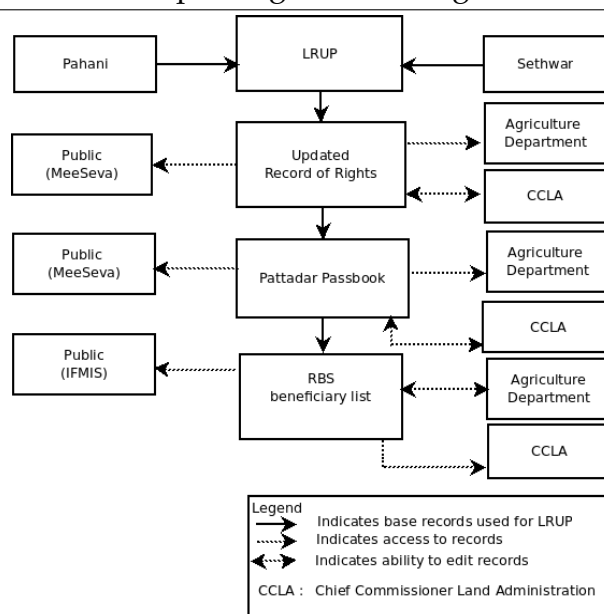 Pahani
LRUP
Sethwar
Public
(MeeSeva)
Updated
Record of Rights
Agriculture
Department
CCLA
Public
(MeeSeva)
Pattadar Passbook
Agriculture
Department
CCLA
Public
(IFMIS)
RBS
beneficiary list
Agriculture
Department
CCLA
Legend
Indicates base records used for LRUP
Indicates access to records
Indicates ability to edit records
CCLA : Chief Commissioner Land Administration